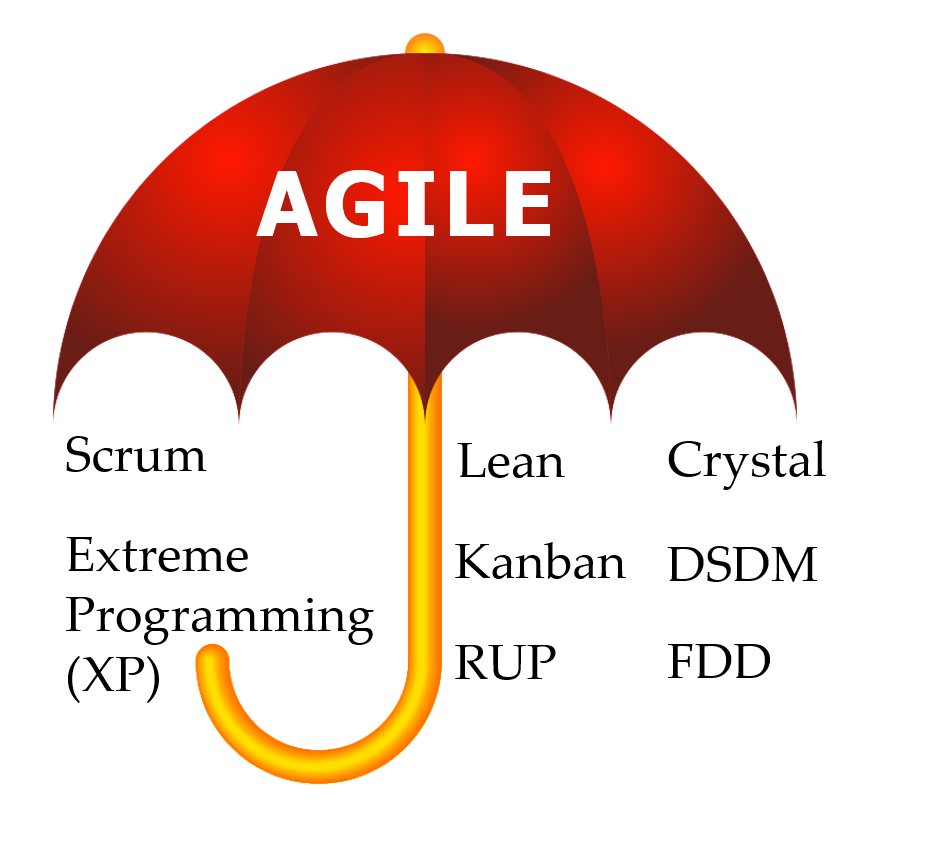 AGILE
Scrum
Extreme
Programming
(XP)
Lean
Kanban
RUP
Crystal
DSDM
FDD